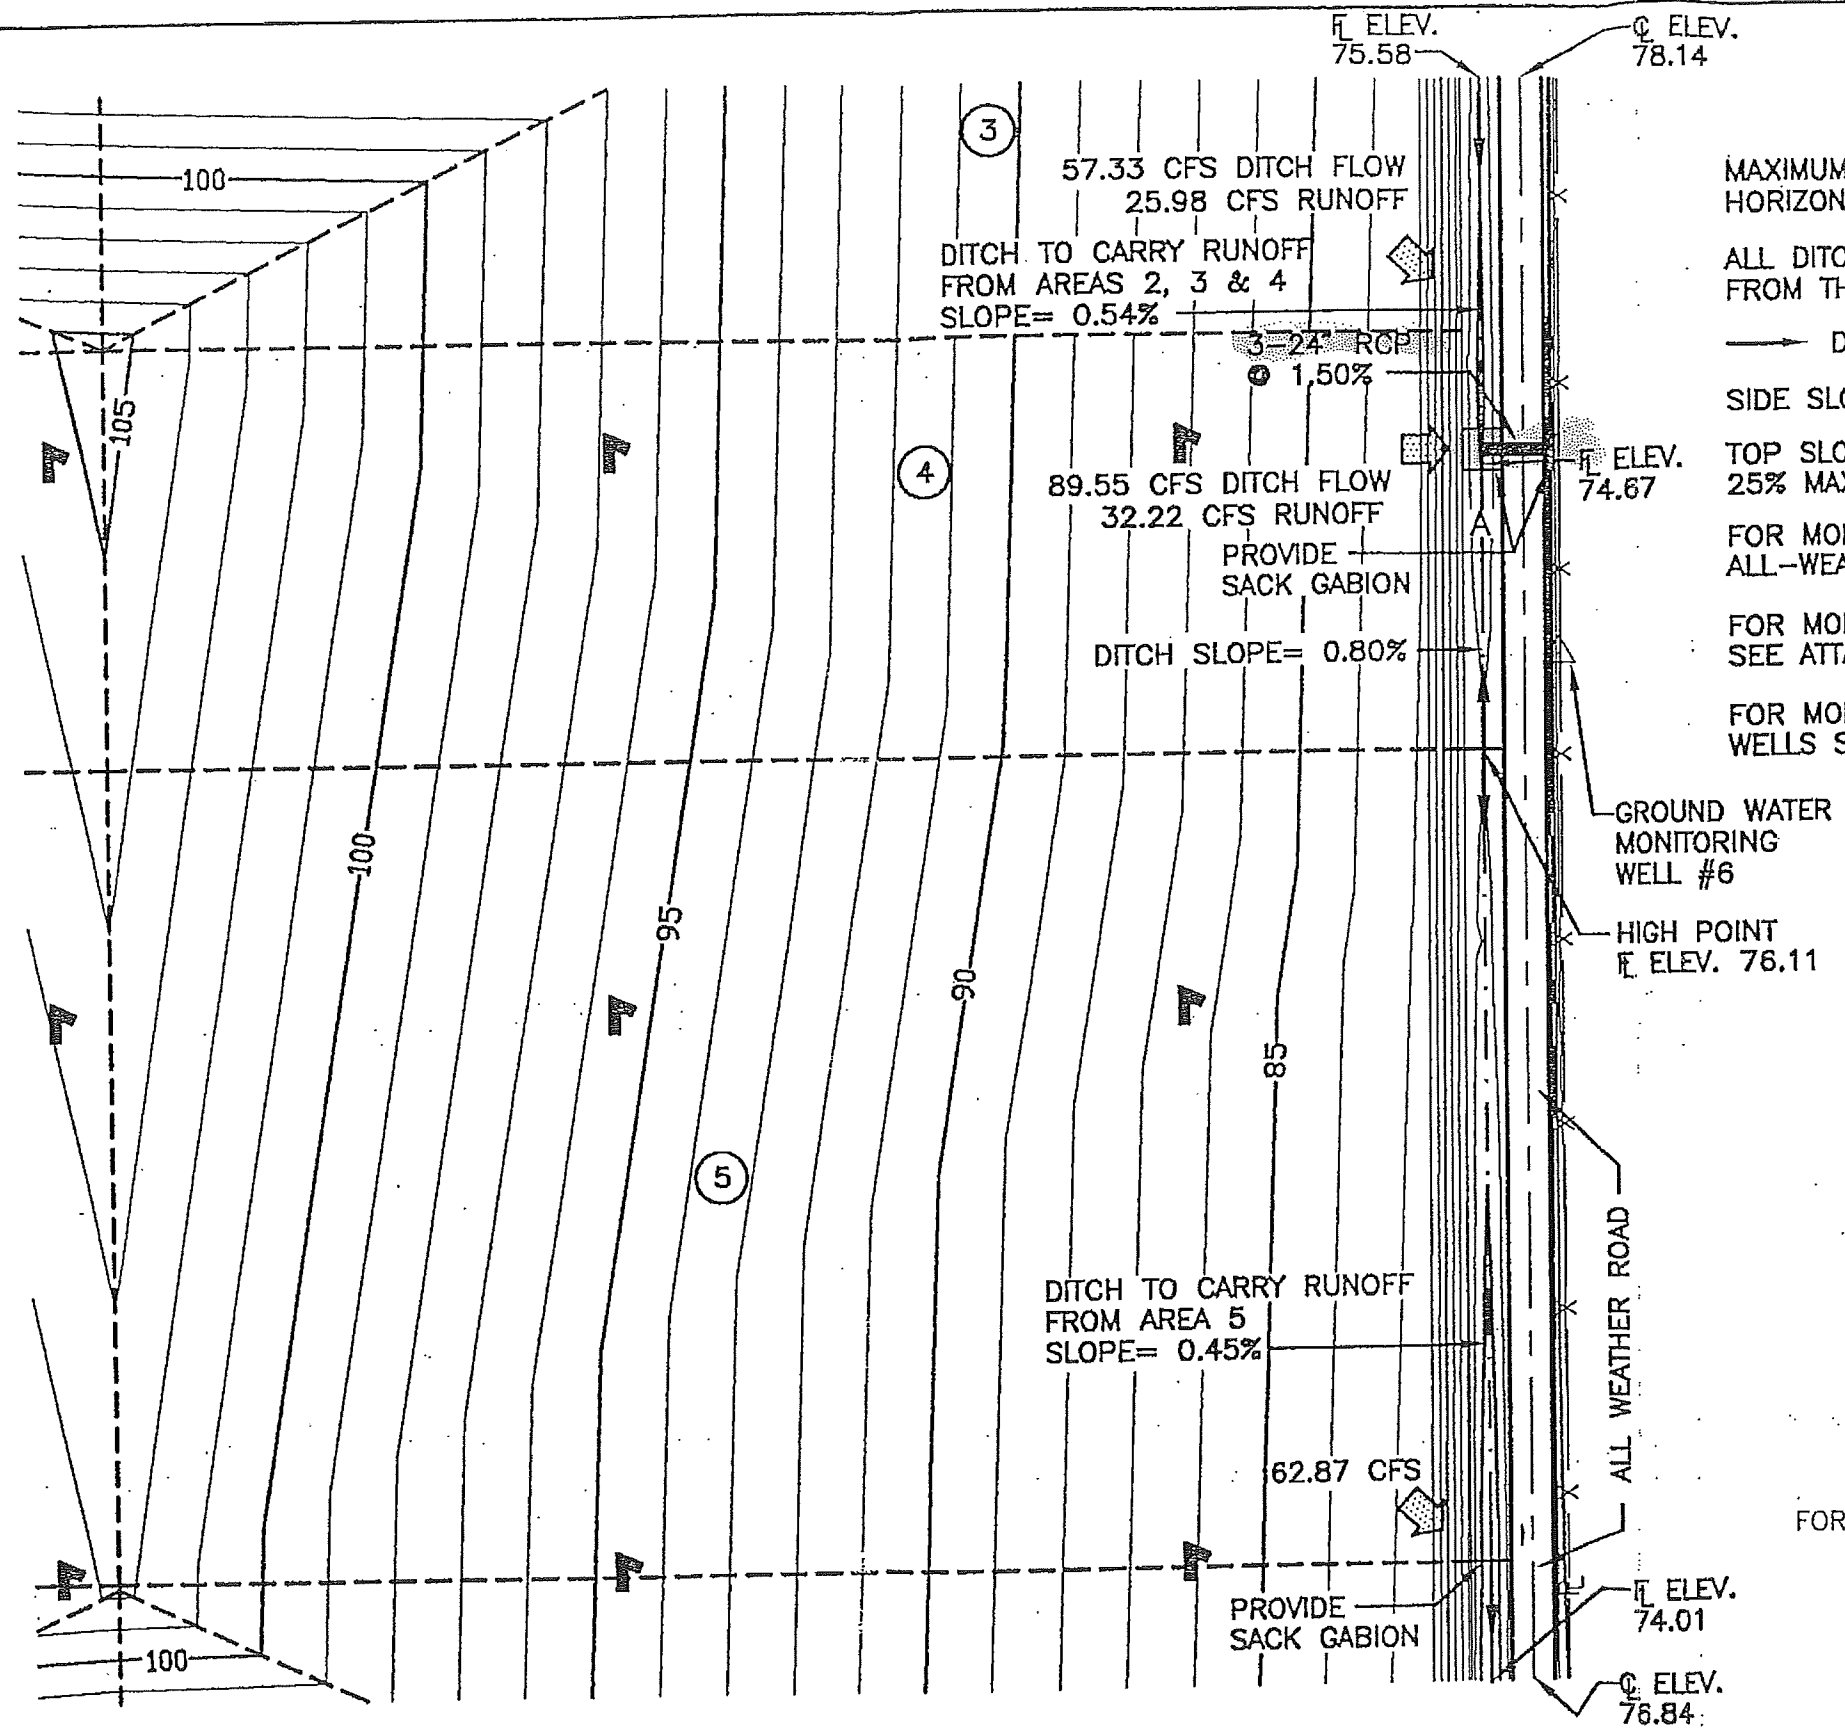 FL ELEV.
75.58
CL ELEV.
78.14
3
57.33 CFS DITCH FLOW
25.98 CFS RUNOFF
100
DITCH TO CARRY RUNOFF
FROM AREAS 2, 3 & 4
SLOPE= 0.54%
3-24" RCP
@ 1.50%
105
4
89.55 CFS DITCH FLOW
32.22 CFS RUNOFF
FL ELEV.
74.67
A
PROVIDE
SACK GABION
DITCH SLOPE= 0.80%
MAXIMUM
HORIZON
ALL DITC
FROM TH
D
SIDE SLO
TOP SLO
25% MAX
FOR MO
ALL-WEA
FOR MO
SEE ATTA
FOR MO
WELLS S
GROUND WATER
MONITORING
WELL #6
HIGH POINT
FL ELEV. 76.11
100
95
90
85
5
DITCH TO CARRY RUNOFF
FROM AREA 5
SLOPE= 0.45%
ALL WEATHER ROAD
62.87 CFS
FOR
PROVIDE
SACK GABION
FL ELEV.
74.01
100
CL ELEV.
76.84